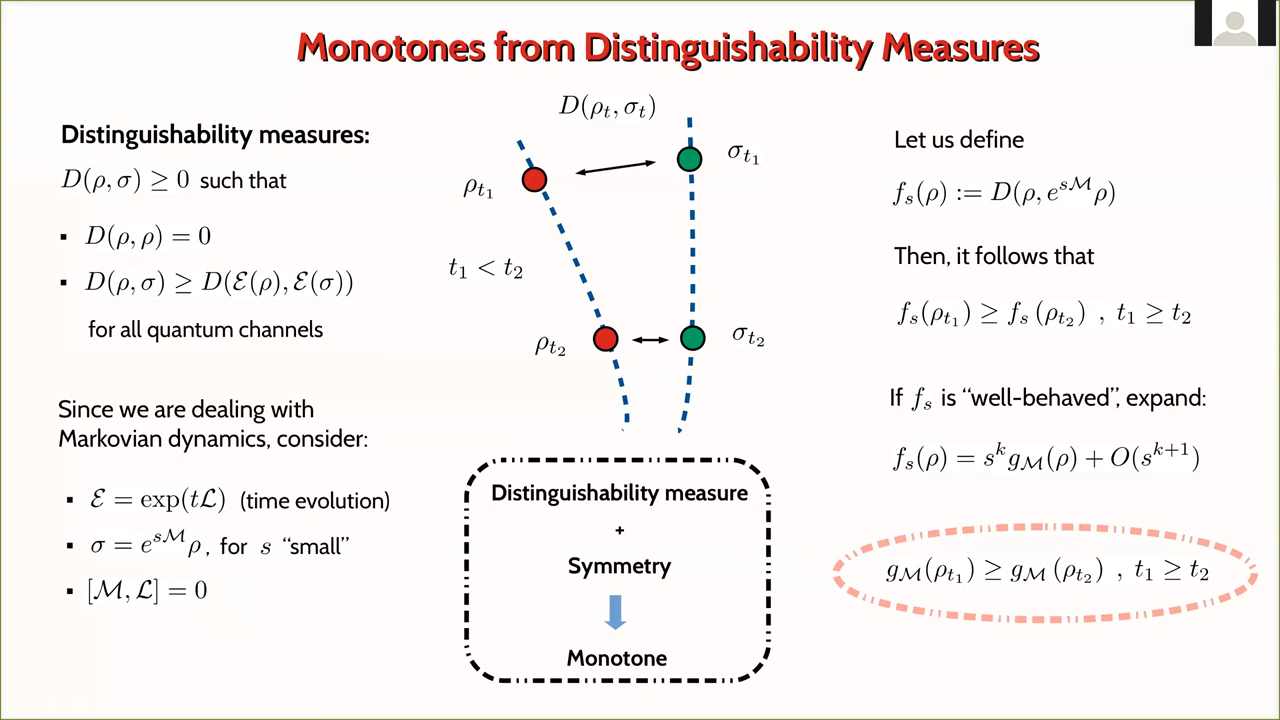 Monotones from Distinguishability Measures
Distinguishability measures:
D(ρ, σ) ≥ 0 such that
▪ D(ρ, ρ) = 0
▪ D(ρ, σ) ≥ D(ℰ(ρ), ℰ(σ))
for all quantum channels
Since we are dealing with
Markovian dynamics, consider:
▪ ℰ = exp(tℒ) (time evolution)
▪ σ = e^{sℳ}ρ, for s “small”
▪ [ℳ, ℒ] = 0
D(ρ_t, σ_t)
σ_{t_1}
ρ_{t_1}
t_1 < t_2
ρ_{t_2}
σ_{t_2}
Distinguishability measure
+
Symmetry
Monotone
Let us define
f_s(ρ) := D(ρ, e^{sℳ}ρ)
Then, it follows that
f_s(ρ_{t_1}) ≥ f_s (ρ_{t_2}) , t_1 ≥ t_2
If f_s is “well-behaved”, expand:
f_s(ρ) = s^k g_ℳ(ρ) + O(s^{k+1})
g_ℳ(ρ_{t_1}) ≥ g_ℳ (ρ_{t_2}) , t_1 ≥ t_2